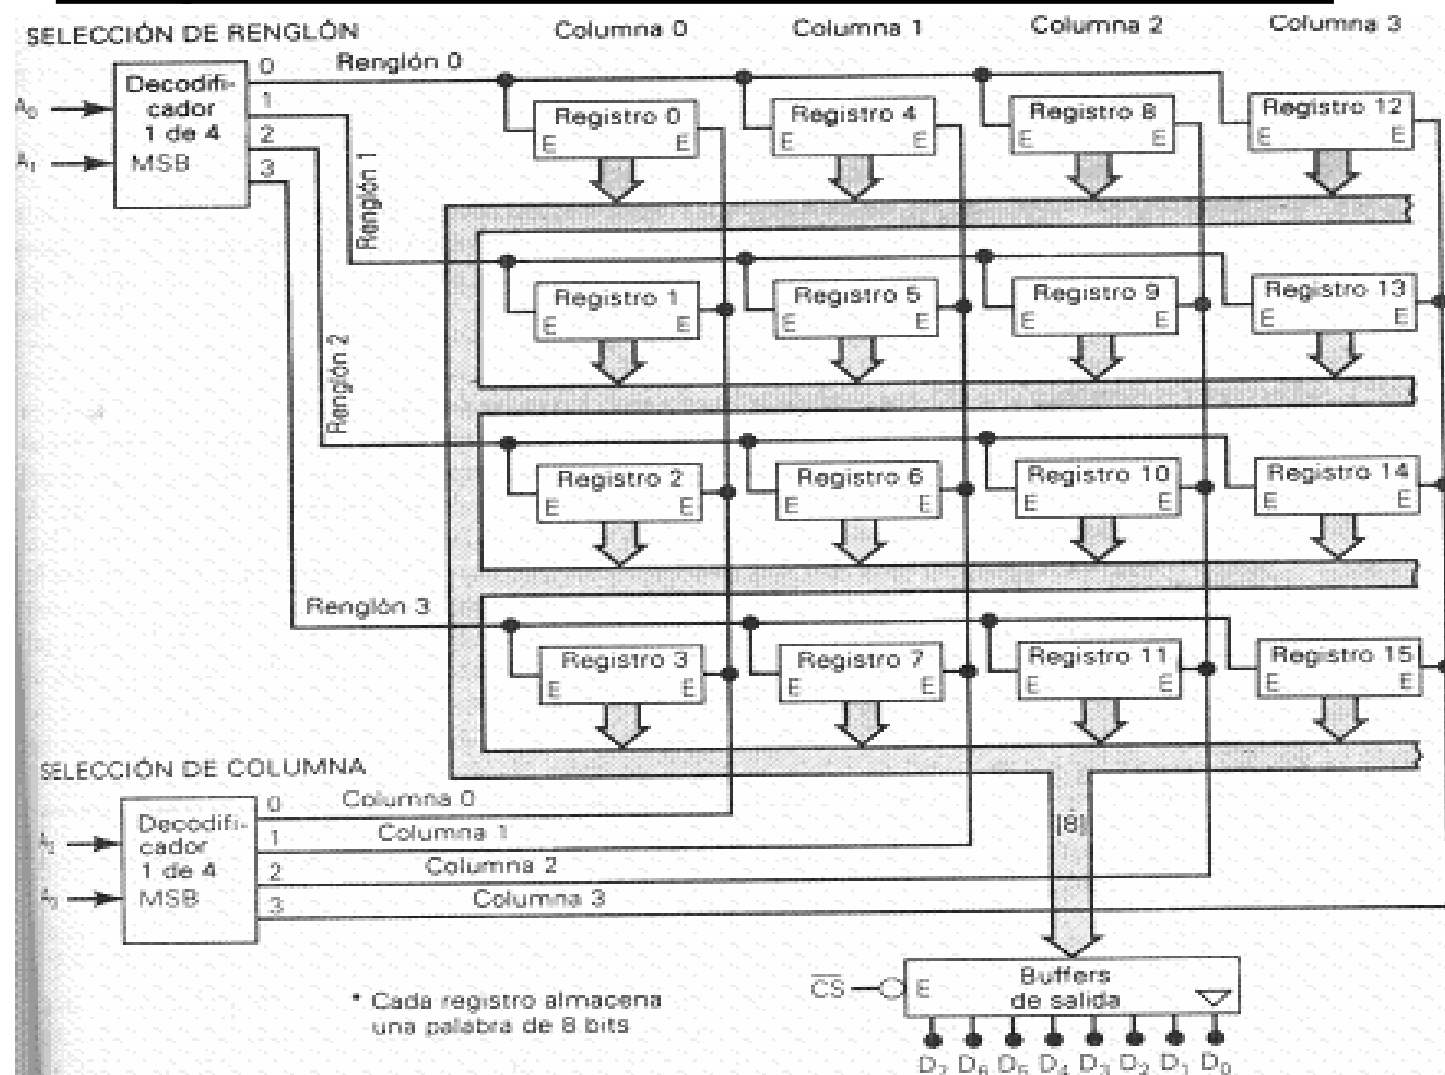 SELECCIÓN DE RENGLÓN
Columna 0
Columna 1
Columna 2
Columna 3
Decodifi-
cador
1 de 4
MSB
A₀
A₁
0
1
2
3
Renglón 0
Renglón 1
Renglón 2
Renglón 3
Registro 0
E E
Registro 4
E E
Registro 8
E E
Registro 12
E E
Registro 1
E E
Registro 5
E E
Registro 9
E E
Registro 13
E E
Registro 2
E E
Registro 6
E E
Registro 10
E E
Registro 14
E E
Registro 3
E E
Registro 7
E E
Registro 11
E E
Registro 15
E E
SELECCIÓN DE COLUMNA
Decodifi-
cador
1 de 4
MSB
0
1
2
3
Columna 0
Columna 1
Columna 2
Columna 3
(8)
* Cada registro almacena
una palabra de 8 bits
C̅S̅
E
Buffers
de salida
D₇ D₆ D₅ D₄ D₃ D₂ D₁ D₀